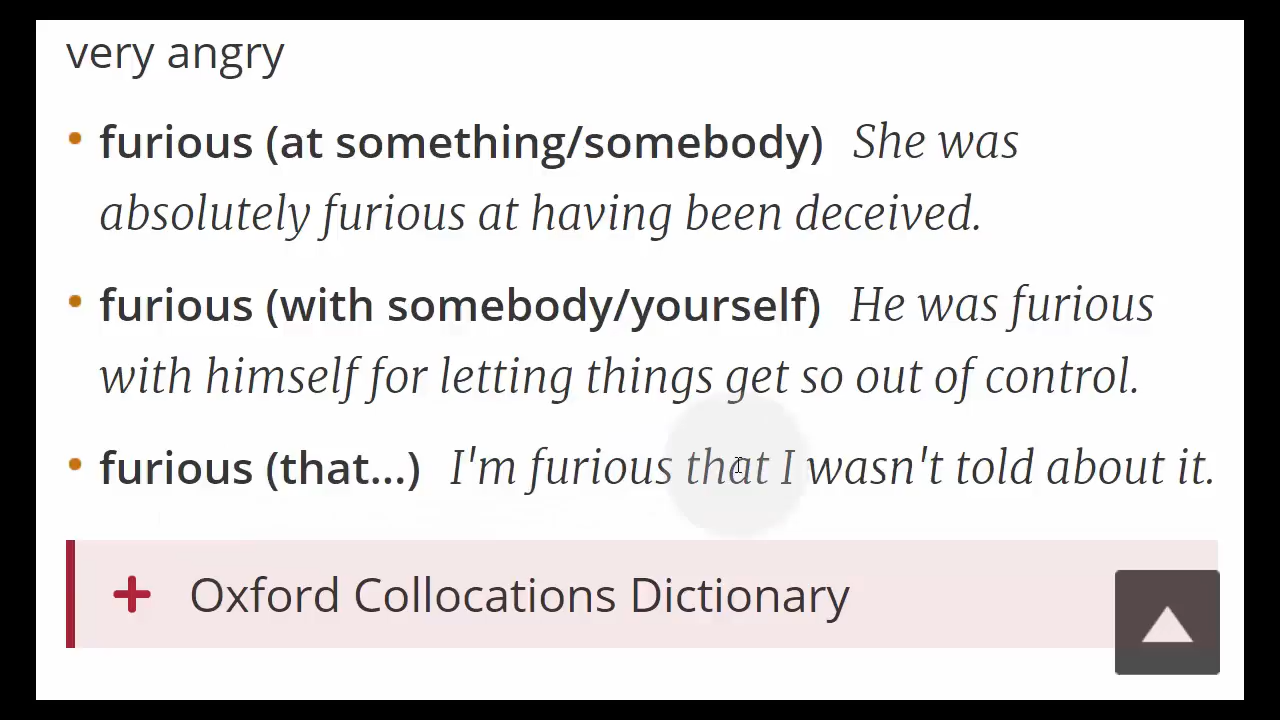 very angry
• furious (at something/somebody) She was
absolutely furious at having been deceived.
• furious (with somebody/yourself) He was furious
with himself for letting things get so out of control.
• furious (that…) I'm furious that I wasn't told about it.
+ Oxford Collocations Dictionary